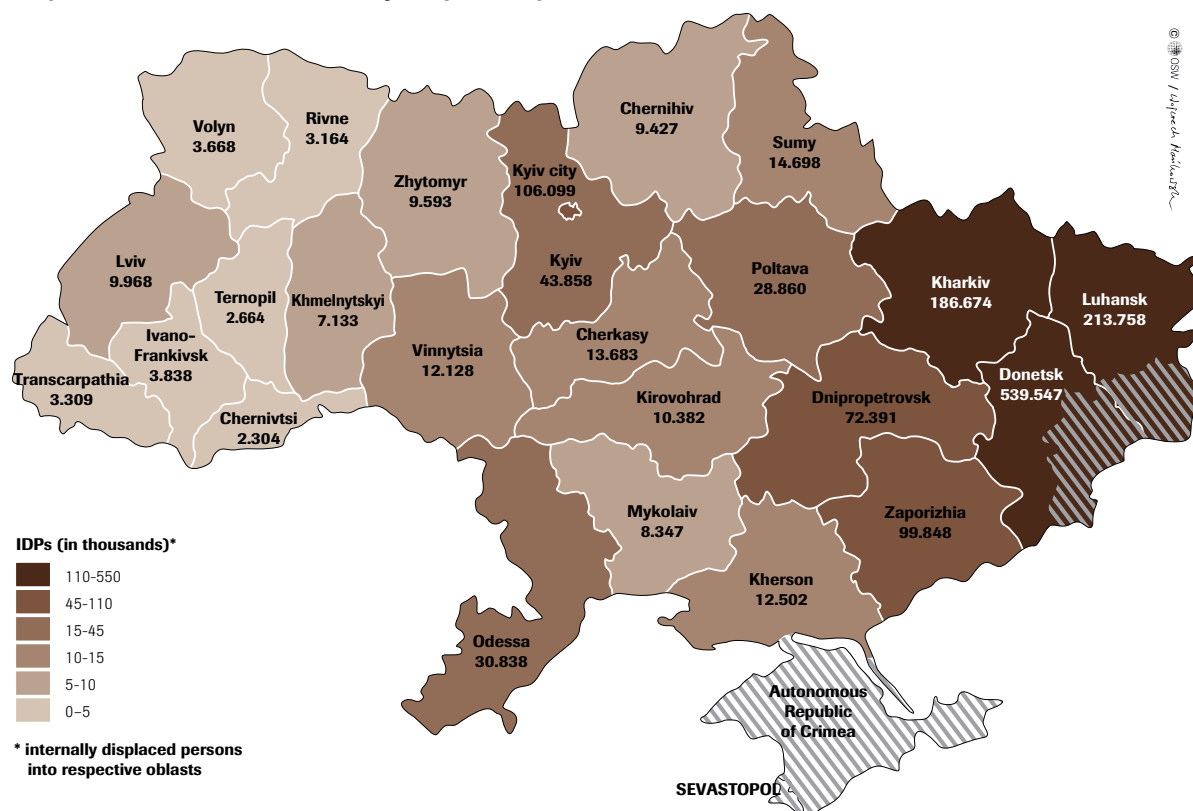 © OSW / Wojciech Mańkowski
Volyn
3.668
Rivne
3.164
Zhytomyr
9.593
Kyiv city
106.099
Chernihiv
9.427
Sumy
14.698
Lviv
9.968
Ternopil
2.664
Khmelnytskyi
7.133
Kyiv
43.858
Poltava
28.860
Kharkiv
186.674
Luhansk
213.758
Ivano-
Frankivsk
3.838
Transcarpathia
3.309
Chernivtsi
2.304
Vinnytsia
12.128
Cherkasy
13.683
Kirovohrad
10.382
Dnipropetrovsk
72.391
Donetsk
539.547
Mykolaiv
8.347
Zaporizhia
99.848
Kherson
12.502
Odessa
30.838
Autonomous
Republic
of Crimea
SEVASTOPOL
IDPs (in thousands)*
110-550
45-110
15-45
10-15
5-10
0–5
* internally displaced persons
into respective oblasts